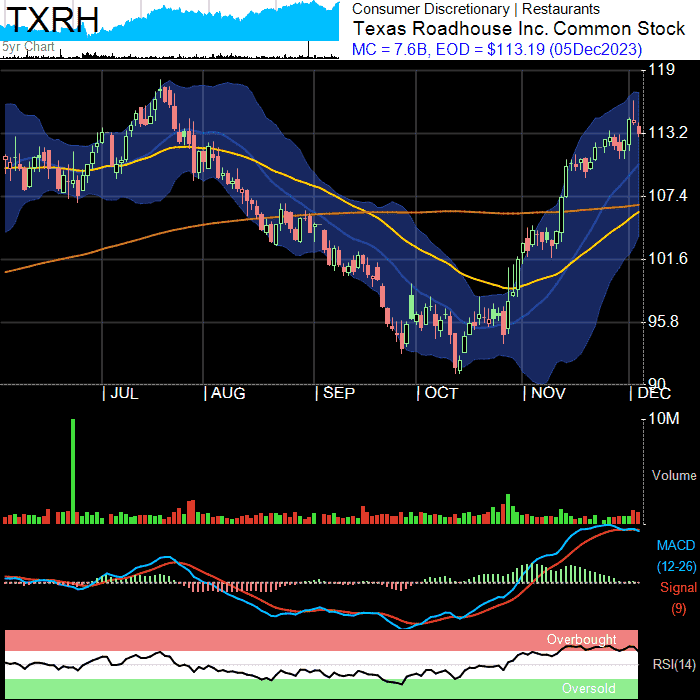 TXRH
5yr Chart
Consumer Discretionary | Restaurants
Texas Roadhouse Inc. Common Stock
MC = 7.6B, EOD = $113.19 (05Dec2023)
119
113.2
107.4
101.6
95.8
90
| JUL | AUG | SEP | OCT | NOV | DEC
10M
Volume
MACD
(12-26)
Signal
(9)
Overbought
RSI(14)
Oversold